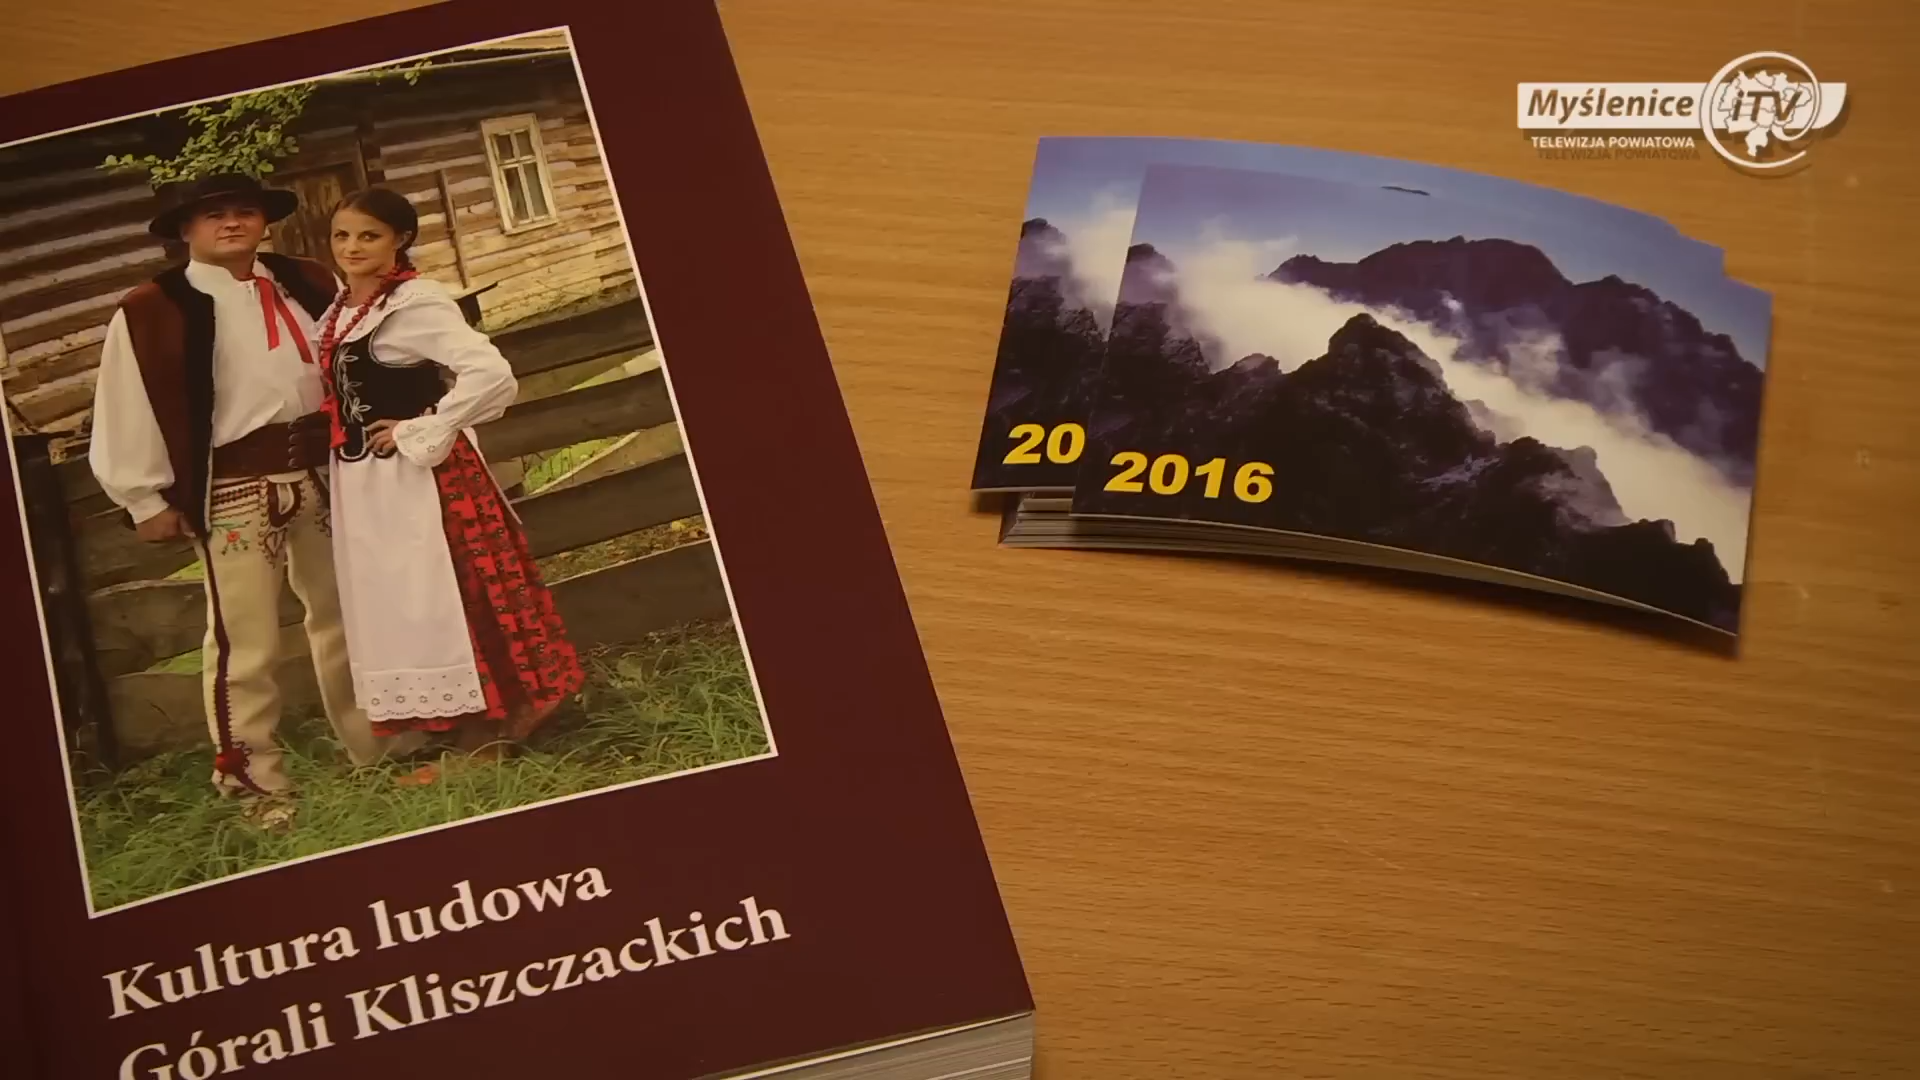 Myślenice iTV
TELEWIZJA POWIATOWA
20
2016
Kultura ludowa
Górali Kliszczackich